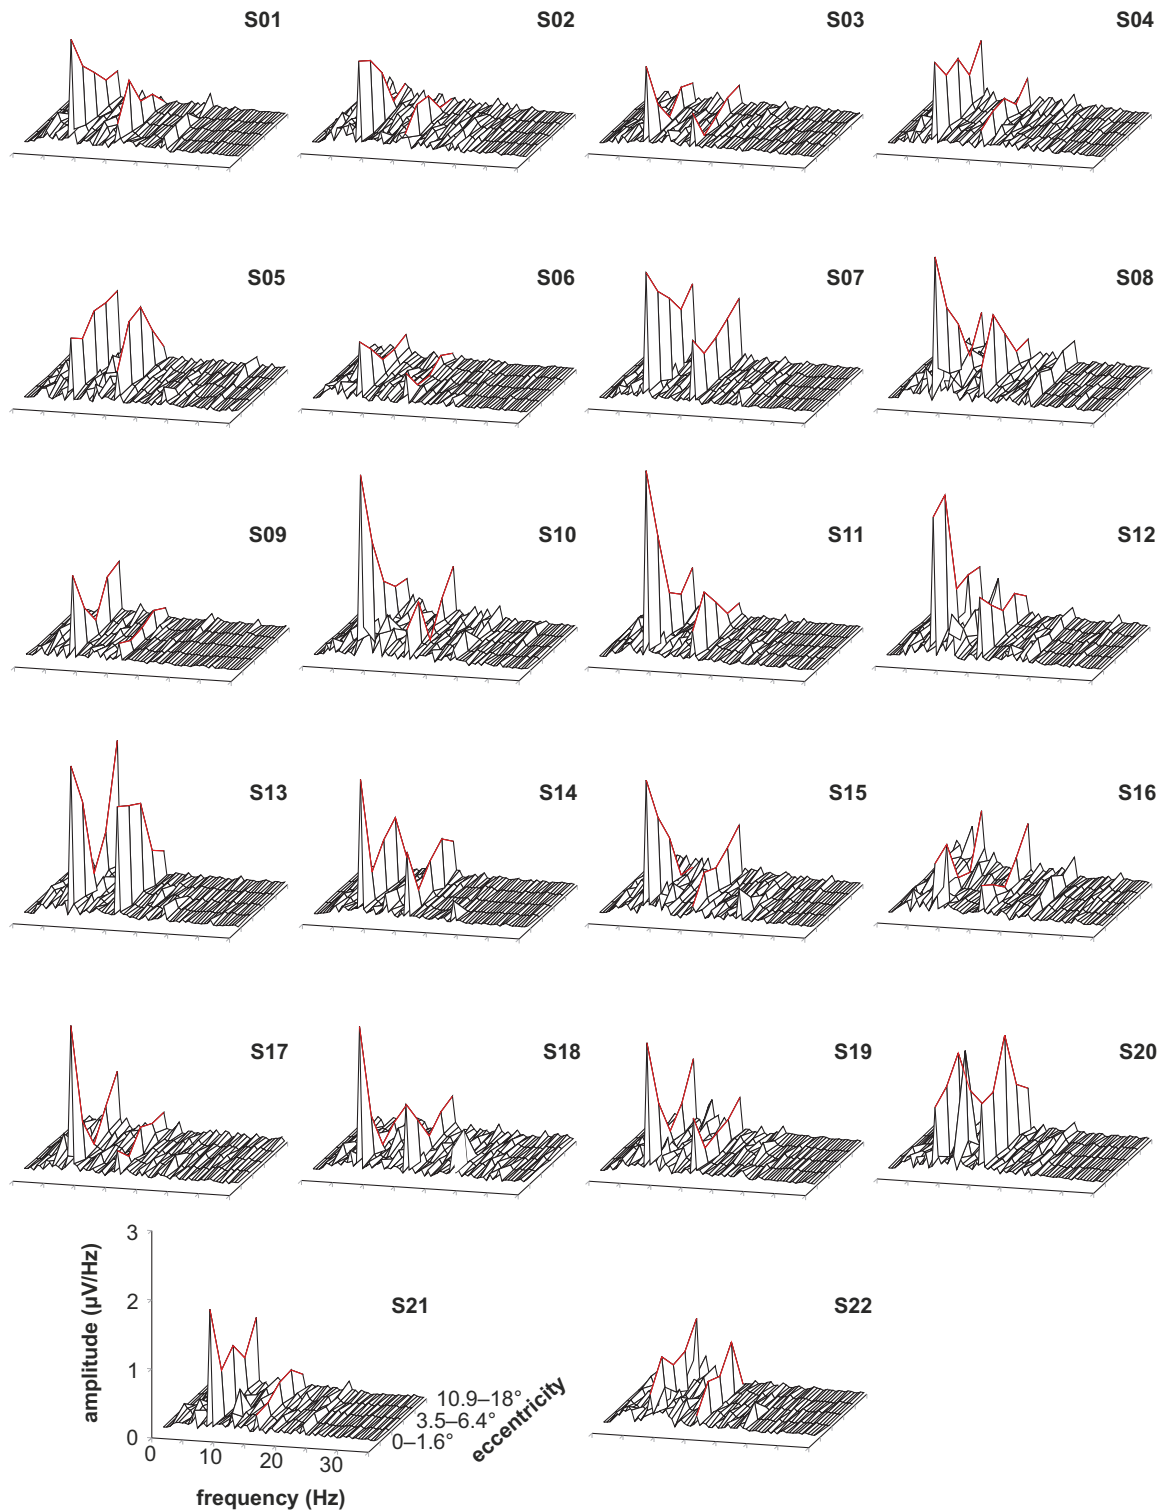 S01 S02 S03 S04
S05 S06 S07 S08
S09 S10 S11 S12
S13 S14 S15 S16
S17 S18 S19 S20
S21 S22
amplitude (µV/Hz)
3
2
1
0
0 10 20 30
frequency (Hz)
10.9–18°
3.5–6.4°
0–1.6°
eccentricity